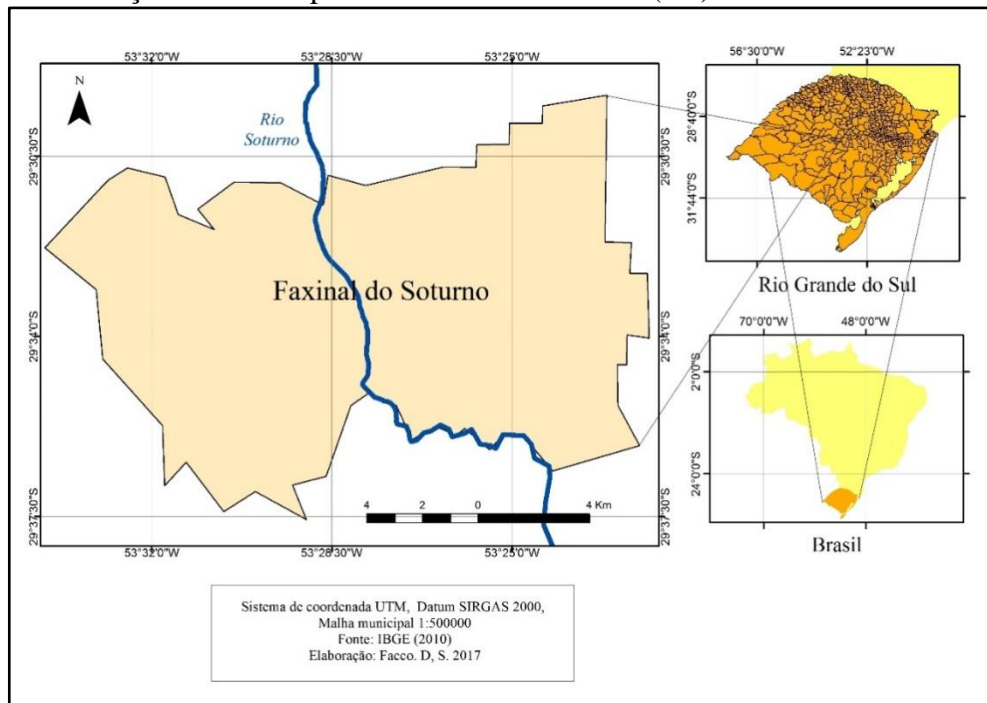 53°32'0"W 53°28'30"W 53°25'0"W
N
Rio
Soturno
29°30'30"S
29°30'30"S
Faxinal do Soturno
29°34'0"S
29°34'0"S
29°37'30"S
29°37'30"S
4 2 0 4 Km
53°32'0"W 53°28'30"W 53°25'0"W
56°30'0"W 52°23'0"W
28°40'0"S
31°44'0"S
Rio Grande do Sul
70°0'0"W 48°0'0"W
2°0'0"S
24°0'0"S
Brasil
Sistema de coordenada UTM, Datum SIRGAS 2000,
Malha municipal 1:500000
Fonte: IBGE (2010)
Elaboração: Facco. D, S. 2017